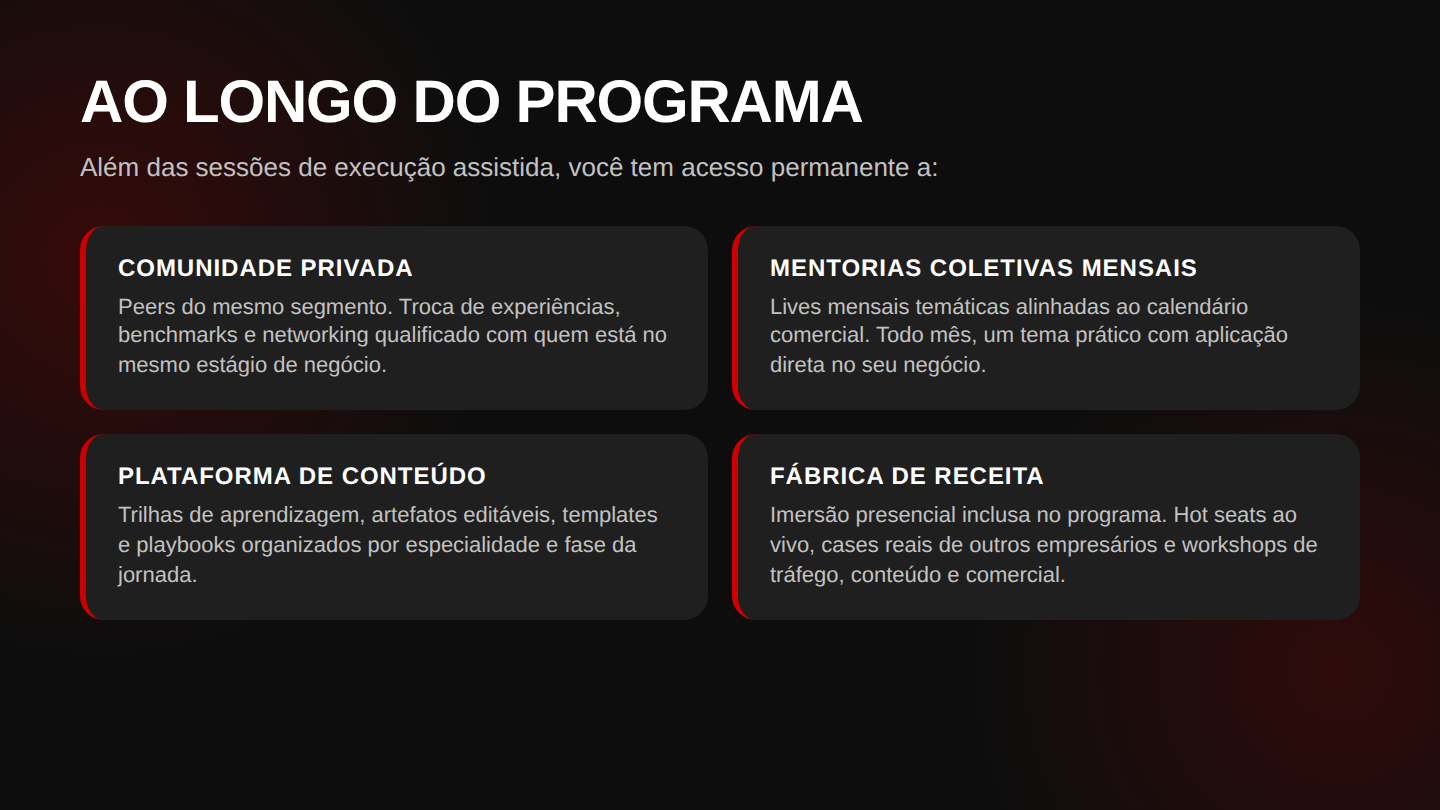 AO LONGO DO PROGRAMA
Além das sessões de execução assistida, você tem acesso permanente a:
COMUNIDADE PRIVADA
Peers do mesmo segmento. Troca de experiências,
benchmarks e networking qualificado com quem está no
mesmo estágio de negócio.
MENTORIAS COLETIVAS MENSAIS
Lives mensais temáticas alinhadas ao calendário
comercial. Todo mês, um tema prático com aplicação
direta no seu negócio.
PLATAFORMA DE CONTEÚDO
Trilhas de aprendizagem, artefatos editáveis, templates
e playbooks organizados por especialidade e fase da
jornada.
FÁBRICA DE RECEITA
Imersão presencial inclusa no programa. Hot seats ao
vivo, cases reais de outros empresários e workshops de
tráfego, conteúdo e comercial.